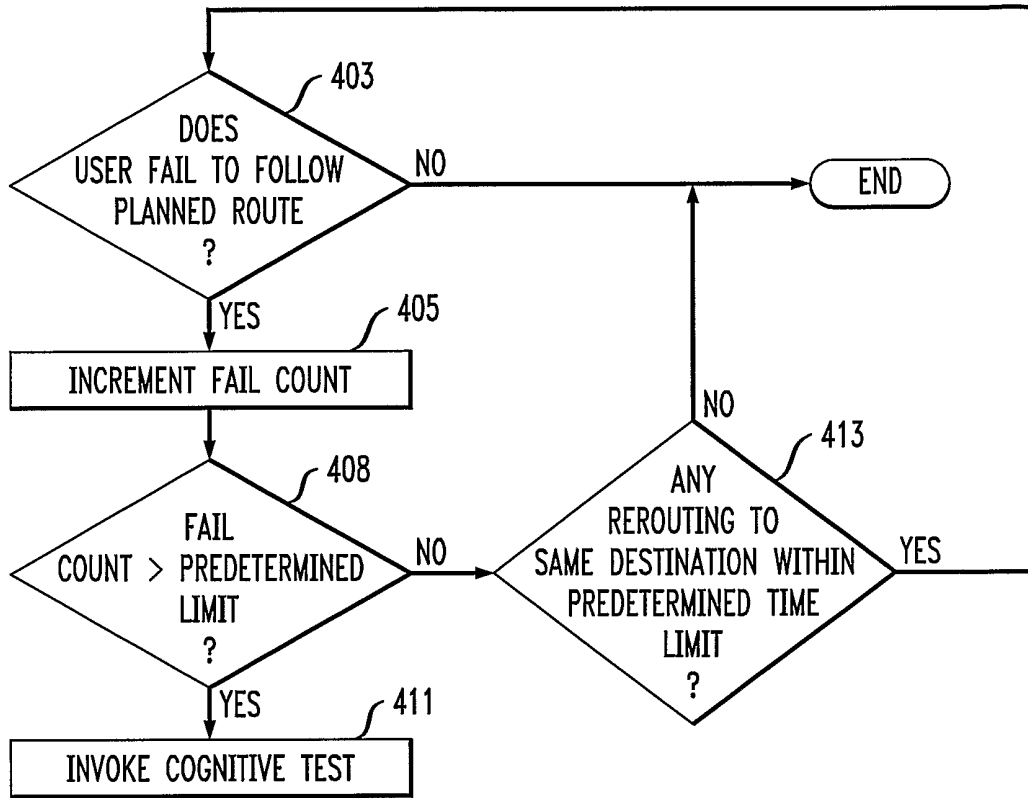 403
DOES
USER FAIL TO FOLLOW
PLANNED ROUTE
?
NO
END
YES
405
INCREMENT FAIL COUNT
408
FAIL
COUNT > PREDETERMINED
LIMIT
?
NO
YES
411
INVOKE COGNITIVE TEST
NO
413
ANY
REROUTING TO
SAME DESTINATION WITHIN
PREDETERMINED TIME
LIMIT
?
YES